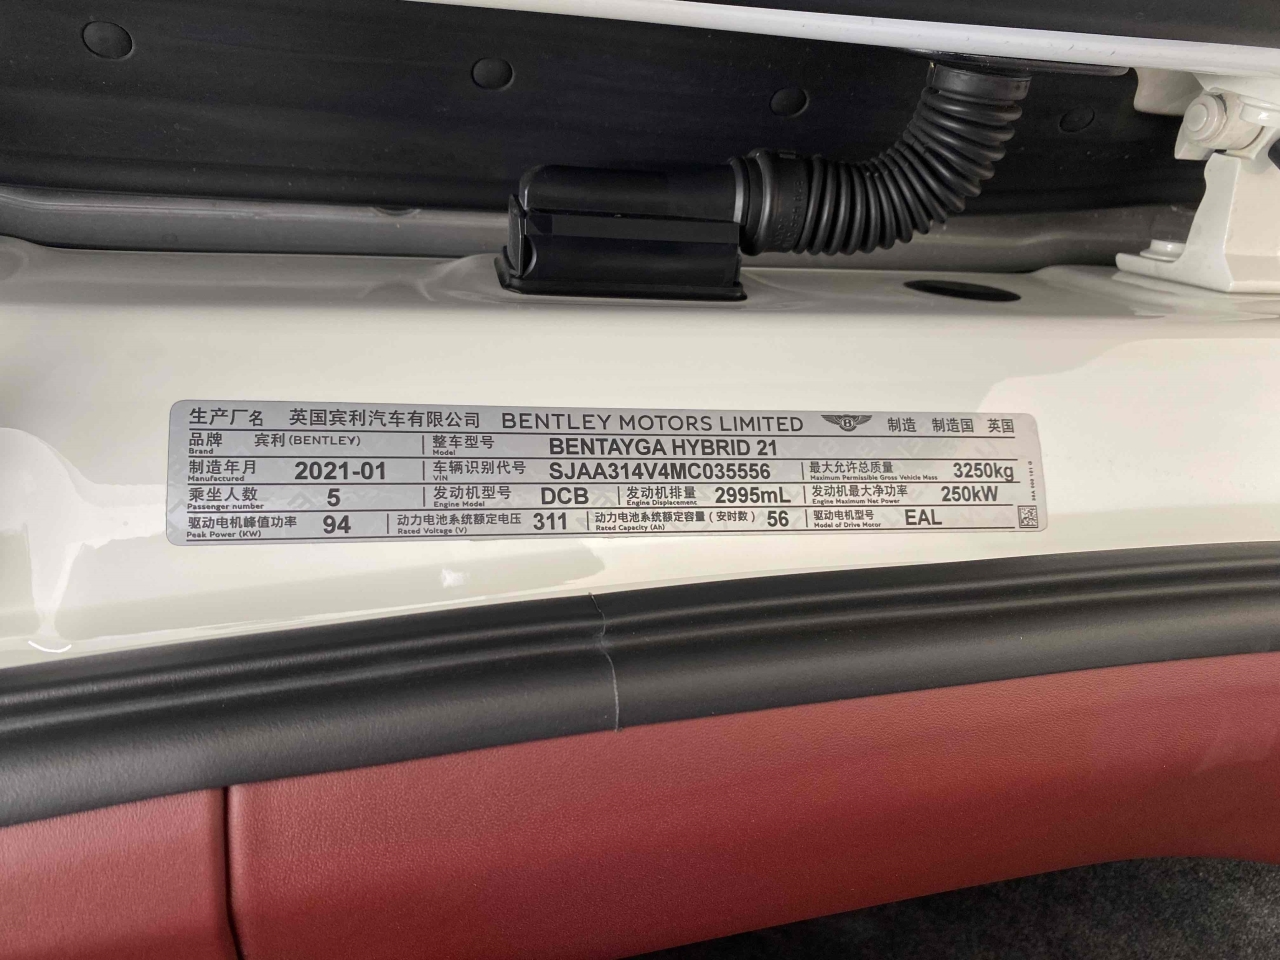 生产厂名 英国宾利汽车有限公司 BENTLEY MOTORS LIMITED B 制造 制造国 英国
品牌 Brand 宾利(BENTLEY) 整车型号 Model BENTAYGA HYBRID 21
制造年月 Manufactured 2021-01 车辆识别代号 VIN SJAA314V4MC035556 最大允许总质量 Maximum Permissible Gross Vehicle Mass 3250kg
乘坐人数 Passenger number 5 发动机型号 Engine Model DCB 发动机排量 Engine Displacement 2995mL 发动机最大净功率 Engine Maximum Net Power 250kW
驱动电机峰值功率 Peak Power (KW) 94 动力电池系统额定电压 Rated Voltage (V) 311 动力电池系统额定容量(安时数) Rated Capacity (Ah) 56 驱动电机型号 Model of Drive Motor EAL